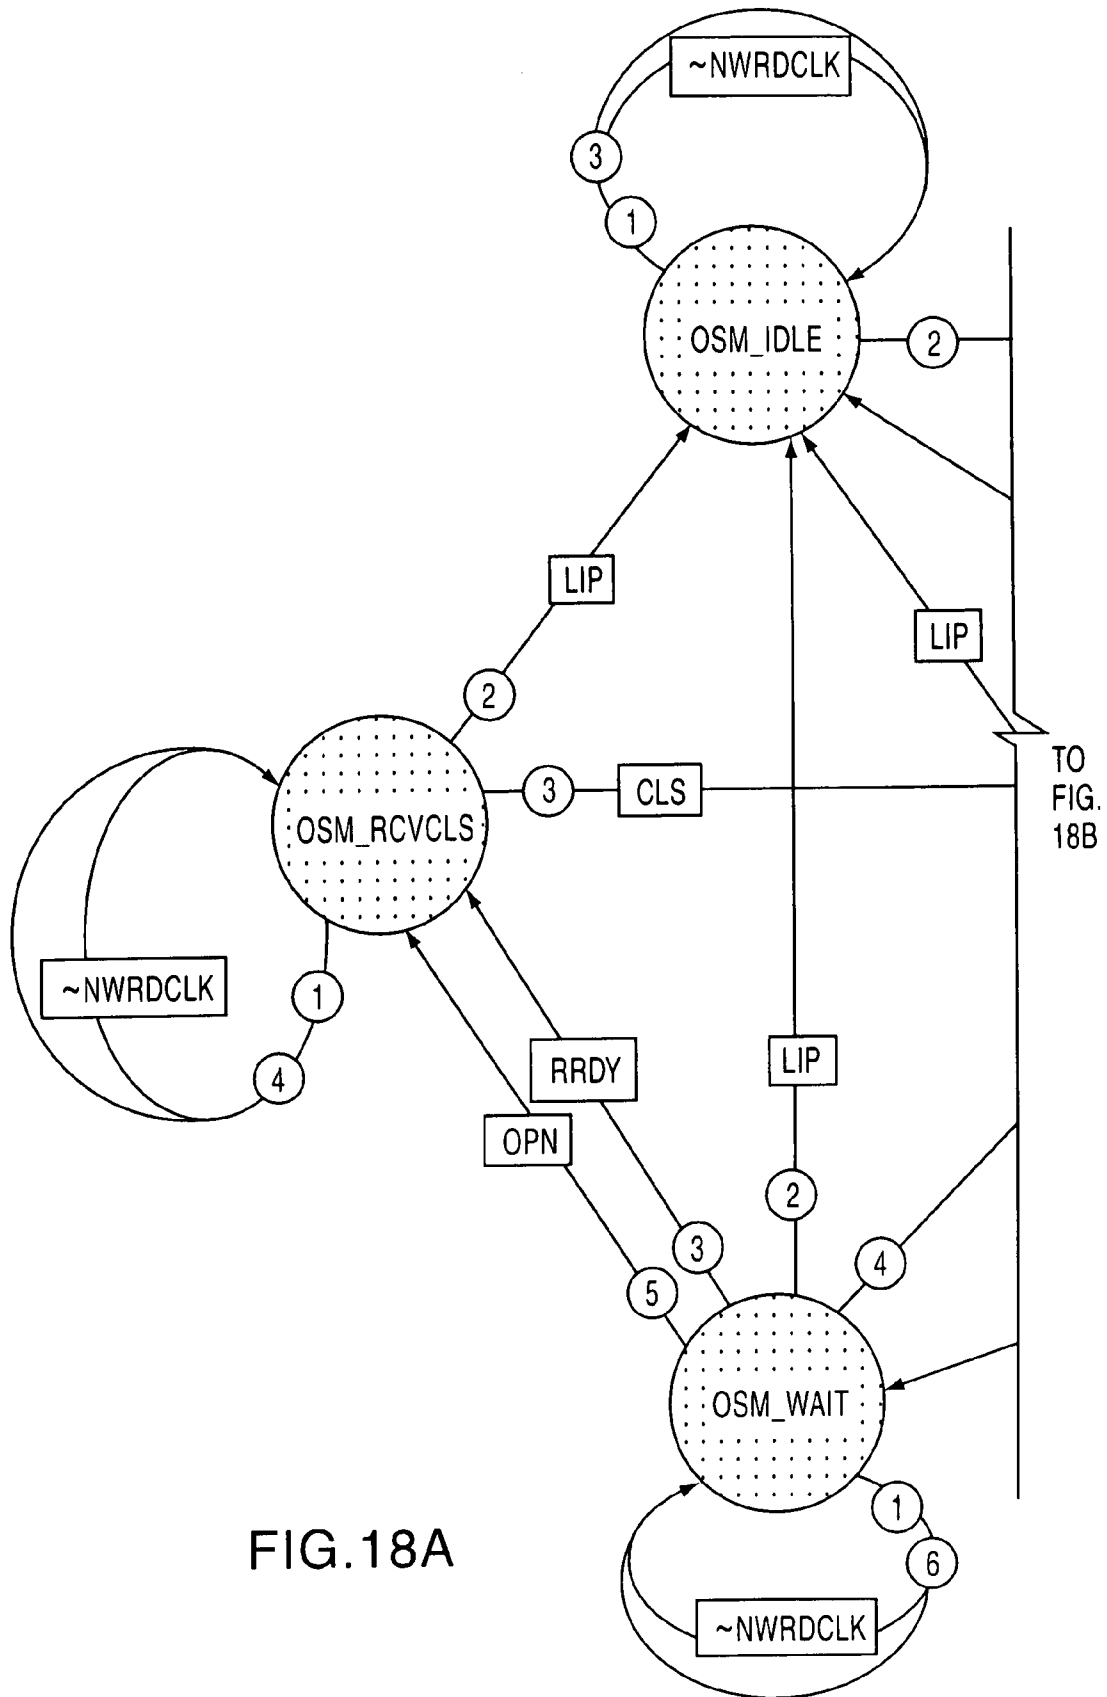 ~NWRDCLK
3
1
OSM_IDLE
2
LIP
LIP
2
TO
FIG.
18B
3
CLS
OSM_RCVCLS
~NWRDCLK
1
4
RRDY
LIP
OPN
2
3
4
5
OSM_WAIT
1
6
~NWRDCLK
FIG.18A